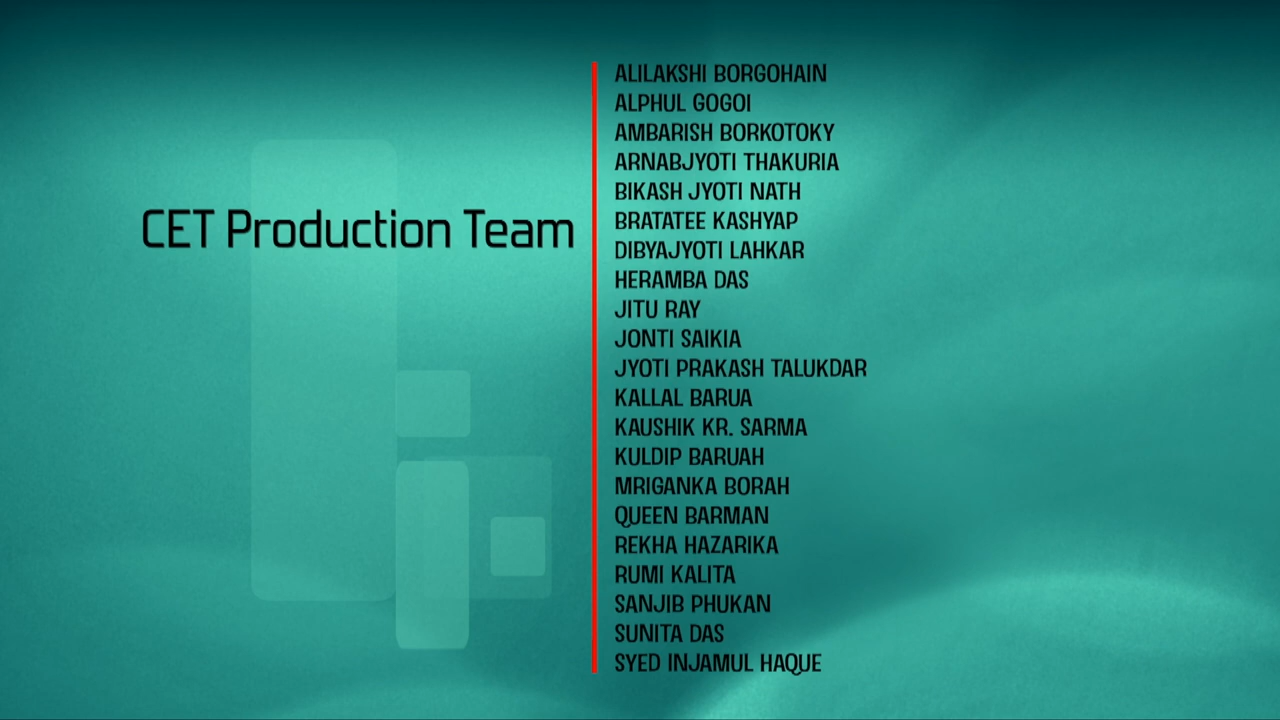 CET Production Team
ALILAKSHI BORGOHAIN
ALPHUL GOGOI
AMBARISH BORKOTOKY
ARNABJYOTI THAKURIA
BIKASH JYOTI NATH
BRATATEE KASHYAP
DIBYAJYOTI LAHKAR
HERAMBA DAS
JITU RAY
JONTI SAIKIA
JYOTI PRAKASH TALUKDAR
KALLAL BARUA
KAUSHIK KR. SARMA
KULDIP BARUAH
MRIGANKA BORAH
QUEEN BARMAN
REKHA HAZARIKA
RUMI KALITA
SANJIB PHUKAN
SUNITA DAS
SYED INJAMUL HAQUE